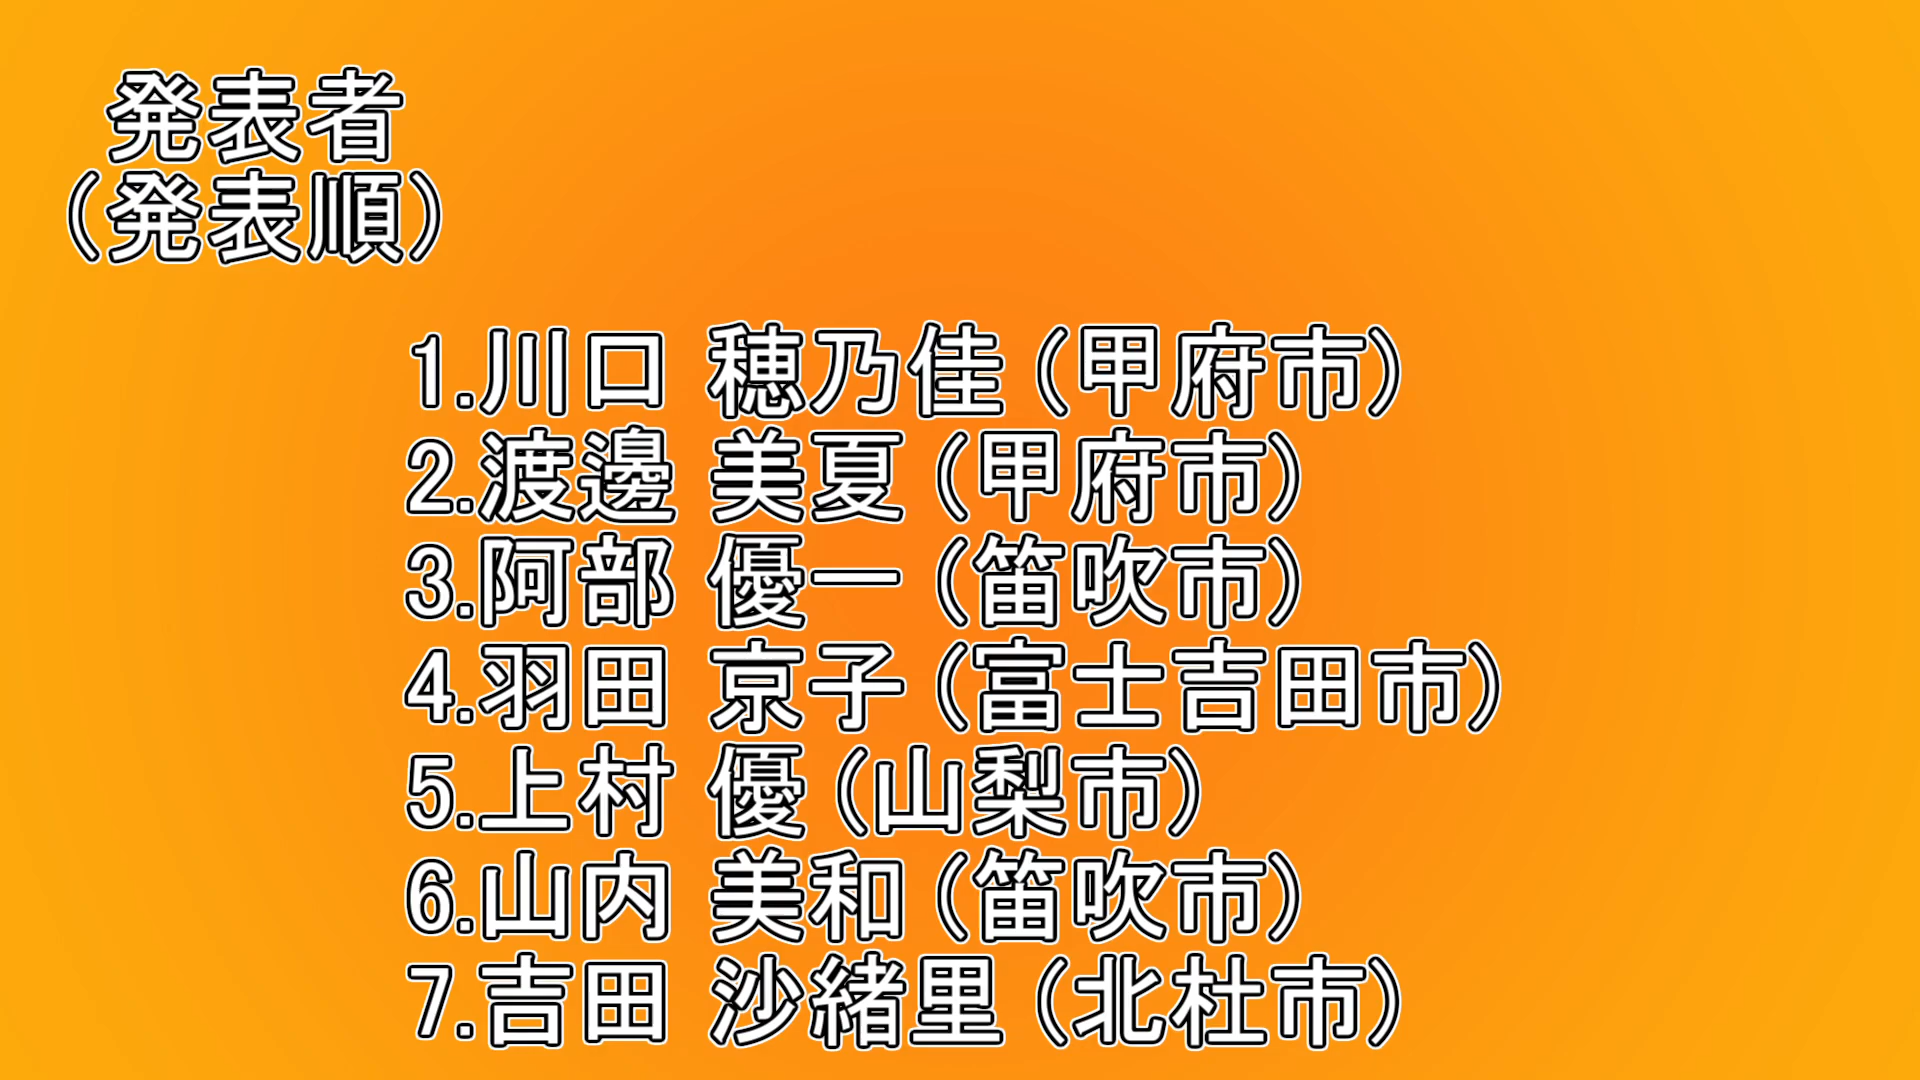 発表者
（発表順）
1.川口 穂乃佳（甲府市）
2.渡邊 美夏（甲府市）
3.阿部 優一（笛吹市）
4.羽田 京子（富士吉田市）
5.上村 優（山梨市）
6.山内 美和（笛吹市）
7.吉田 沙緒里（北杜市）